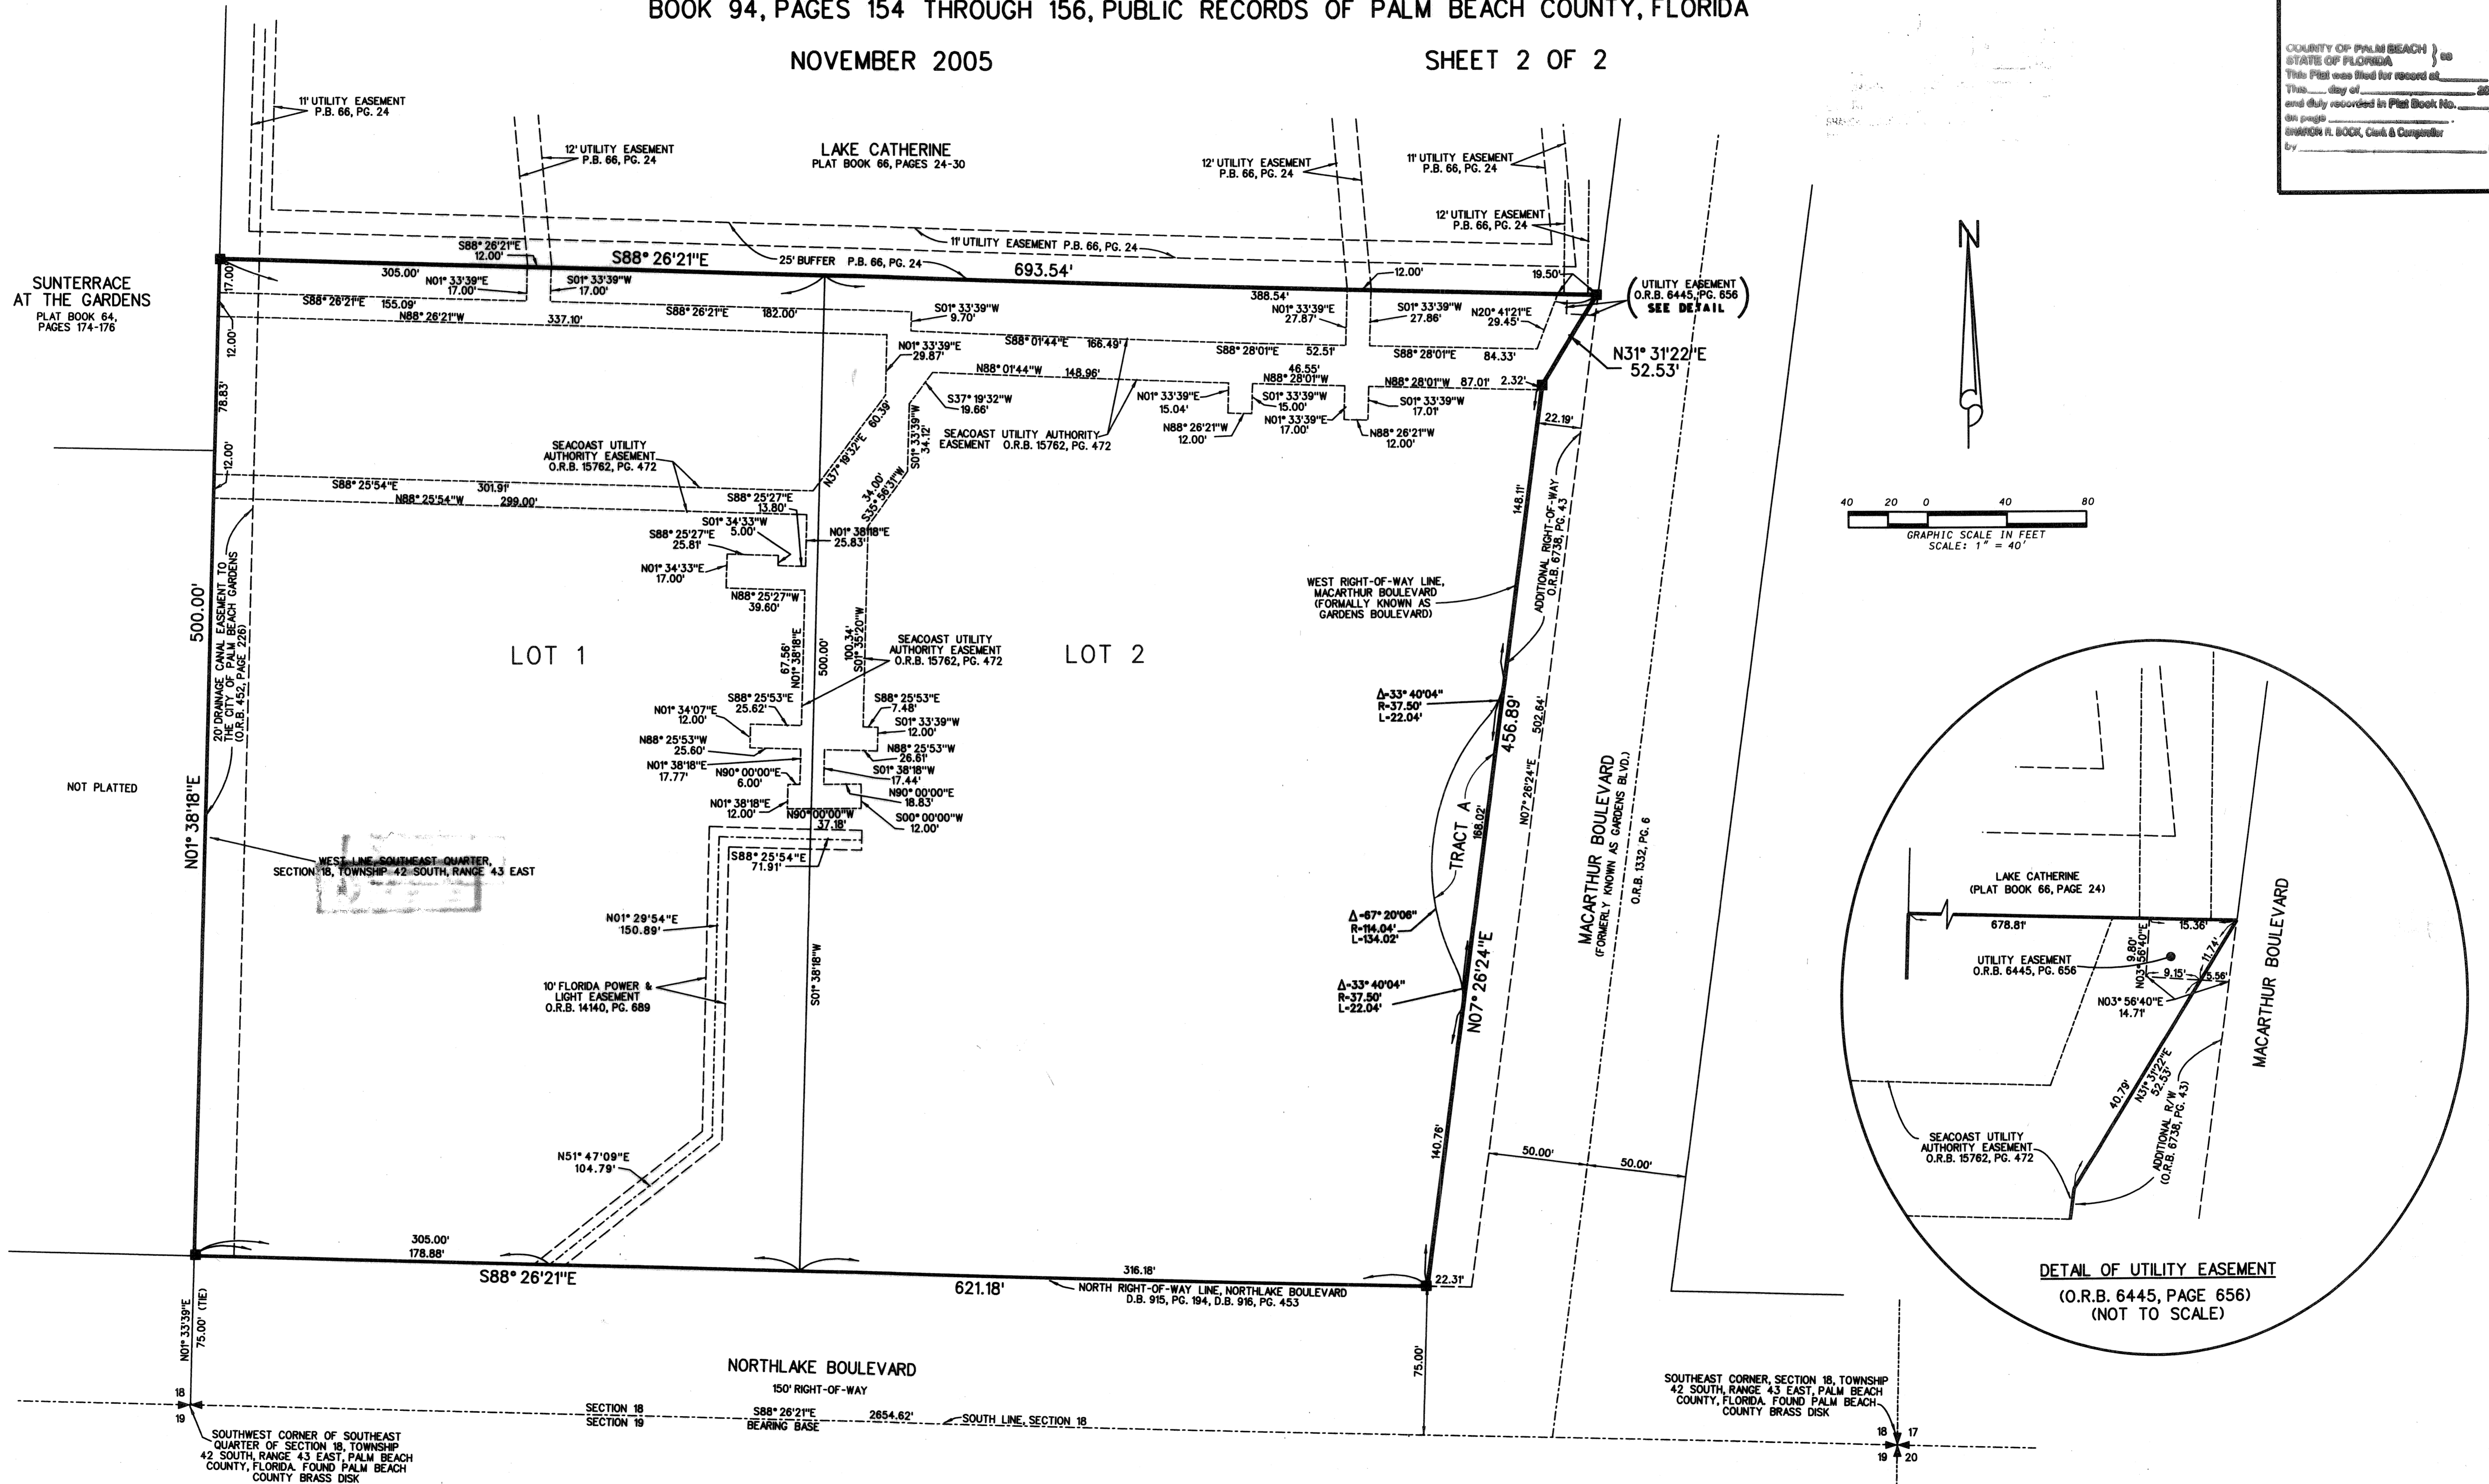 BOOK 94, PAGES 154 THROUGH 156, PUBLIC RECORDS OF PALM BEACH COUNTY, FLORIDA
NOVEMBER 2005
SHEET 2 OF 2
COUNTY OF PALM BEACH } ss
STATE OF FLORIDA
This Plat was filed for record at
This day of 20
and duly recorded in Plat Book No.
on page
SHARON R. BOCK, Clerk & Comptroller
by
11' UTILITY EASEMENT
P.B. 66, PG. 24
12' UTILITY EASEMENT
P.B. 66, PG. 24
LAKE CATHERINE
PLAT BOOK 66, PAGES 24-30
12' UTILITY EASEMENT
P.B. 66, PG. 24
11' UTILITY EASEMENT
P.B. 66, PG. 24
12' UTILITY EASEMENT
P.B. 66, PG. 24
11' UTILITY EASEMENT P.B. 66, PG. 24
25' BUFFER P.B. 66, PG. 24
S88° 26'21"E
12.00'
S88° 26'21"E
693.54'
305.00'
N01° 33'39"E
17.00'
S01° 33'39"W
17.00'
12.00'
19.50'
388.54'
(UTILITY EASEMENT
O.R.B. 6445, PG. 656)
SEE DETAIL
SUNTERRACE
AT THE GARDENS
PLAT BOOK 64,
PAGES 174-176
17.00'
S88° 26'21"E 155.09'
N88° 26'21"W
337.10'
S88° 26'21"E 182.00'
S01° 33'39"W
9.70'
N01° 33'39"E
27.87'
S01° 33'39"W
27.86'
N20° 41'21"E
29.45'
12.00'
N01° 33'39"E
29.87'
S88° 01'44"E 166.49'
S88° 28'01"E 52.51'
S88° 28'01"E 84.33'
N31° 31'22"E
52.53'
78.83'
N88° 01'44"W 148.96'
46.55'
N88° 28'01"W
N88° 28'01"W 87.01'
2.32'
S37° 19'32"W
19.66'
N01° 33'39"E
15.04'
S01° 33'39"W
15.00'
S01° 33'39"W
17.01'
N88° 26'21"W
12.00'
N01° 33'39"E
17.00'
N88° 26'21"W
12.00'
22.19'
12.00'
SEACOAST UTILITY
AUTHORITY EASEMENT
O.R.B. 15762, PG. 472
N37° 19'32"E 60.39'
S01° 33'39"W
34.12'
SEACOAST UTILITY AUTHORITY
EASEMENT O.R.B. 15762, PG. 472
34.00'
S35° 56'31"W
S88° 25'54"E
301.91'
N88° 25'54"W
299.00'
S88° 25'27"E
13.80'
S01° 34'33"W
5.00'
S88° 25'27"E
25.81'
N01° 38'18"E
25.83'
N01° 34'33"E
17.00'
N88° 25'27"W
39.60'
148.11'
ADDITIONAL RIGHT-OF-WAY
O.R.B. 6738, PG. 43
40 20 0 40 80
GRAPHIC SCALE IN FEET
SCALE: 1" = 40'
N
WEST RIGHT-OF-WAY LINE,
MACARTHUR BOULEVARD
(FORMALLY KNOWN AS
GARDENS BOULEVARD)
500.00'
N01° 38'18"E
20' DRAINAGE CANAL EASEMENT TO
THE CITY OF PALM BEACH GARDENS
(O.R.B. 452, PAGE 226)
LOT 1
67.56'
N01° 38'18"E
500.00'
100.34'
S01° 35'20"W
SEACOAST UTILITY
AUTHORITY EASEMENT
O.R.B. 15762, PG. 472
LOT 2
S88° 25'53"E
25.62'
S88° 25'53"E
7.48'
N01° 34'07"E
12.00'
S01° 33'39"W
12.00'
N88° 25'53"W
25.60'
N88° 25'53"W
26.61'
N01° 38'18"E
17.77'
N90° 00'00"E
6.00'
S01° 38'18"W
17.44'
N90° 00'00"E
18.83'
N01° 38'18"E
12.00'
N90° 00'00"W
37.18'
S00° 00'00"W
12.00'
S88° 25'54"E
71.91'
Δ=33° 40'04"
R=37.50'
L=22.04'
456.89'
502.64'
N07° 26'24"E
TRACT A
168.02'
MACARTHUR BOULEVARD
(FORMERLY KNOWN AS GARDENS BLVD.)
O.R.B. 1332, PG. 6
NOT PLATTED
WEST LINE, SOUTHEAST QUARTER,
SECTION 18, TOWNSHIP 42 SOUTH, RANGE 43 EAST
N01° 29'54"E
150.89'
10' FLORIDA POWER &
LIGHT EASEMENT
O.R.B. 14140, PG. 689
S01° 38'18"W
Δ=67° 20'06"
R=114.04'
L=134.02'
Δ=33° 40'04"
R=37.50'
L=22.04'
N07° 26'24"E
N51° 47'09"E
104.79'
140.76'
50.00'
50.00'
305.00'
178.88'
S88° 26'21"E
316.18'
621.18'
22.31'
NORTH RIGHT-OF-WAY LINE, NORTHLAKE BOULEVARD
D.B. 915, PG. 194, D.B. 916, PG. 453
N01° 33'39"E
75.00' (TIE)
NORTHLAKE BOULEVARD
150' RIGHT-OF-WAY
75.00'
18
19
SECTION 18
SECTION 19
S88° 26'21"E 2654.62'
BEARING BASE
SOUTH LINE, SECTION 18
SOUTHWEST CORNER OF SOUTHEAST
QUARTER OF SECTION 18, TOWNSHIP
42 SOUTH, RANGE 43 EAST, PALM BEACH
COUNTY, FLORIDA. FOUND PALM BEACH
COUNTY BRASS DISK
SOUTHEAST CORNER, SECTION 18, TOWNSHIP
42 SOUTH, RANGE 43 EAST, PALM BEACH
COUNTY, FLORIDA. FOUND PALM BEACH
COUNTY BRASS DISK
18 17
19 20
LAKE CATHERINE
(PLAT BOOK 66, PAGE 24)
678.81'
15.36'
9.80'
N03° 56'40"E
11.74'
UTILITY EASEMENT
O.R.B. 6445, PG. 656
9.15'
5.56'
N03° 56'40"E
14.71'
MACARTHUR BOULEVARD
40.79'
N31° 31'22"E
52.53'
ADDITIONAL R/W
(O.R.B. 6738, PG. 43)
SEACOAST UTILITY
AUTHORITY EASEMENT
O.R.B. 15762, PG. 472
DETAIL OF UTILITY EASEMENT
(O.R.B. 6445, PAGE 656)
(NOT TO SCALE)